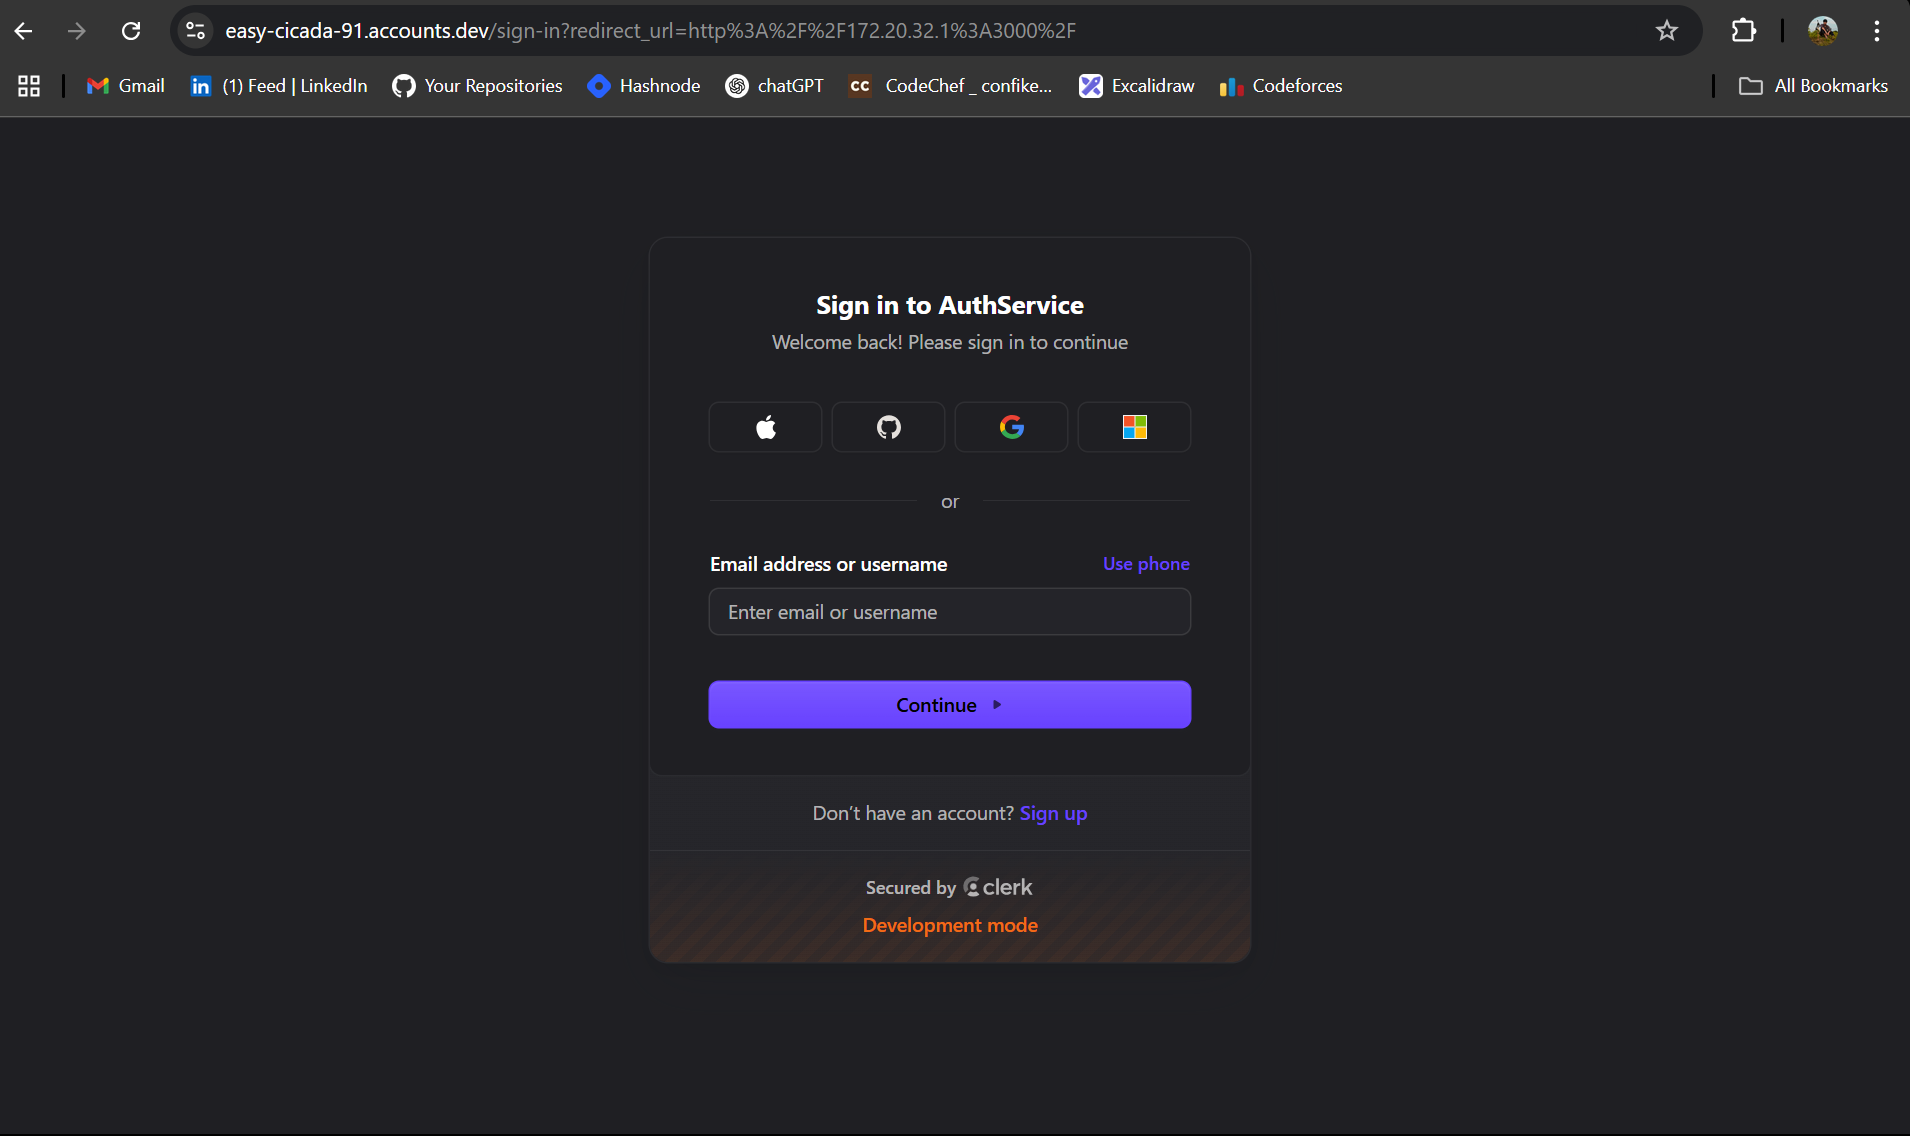 easy-cicada-91.accounts.dev/sign-in?redirect_url=http%3A%2F%2F172.20.32.1%3A3000%2F
Gmail (1) Feed | LinkedIn Your Repositories Hashnode chatGPT CC CodeChef _ confike... Excalidraw Codeforces All Bookmarks
Sign in to AuthService
Welcome back! Please sign in to continue
or
Email address or username Use phone
Enter email or username
Continue
Don’t have an account? Sign up
Secured by clerk
Development mode